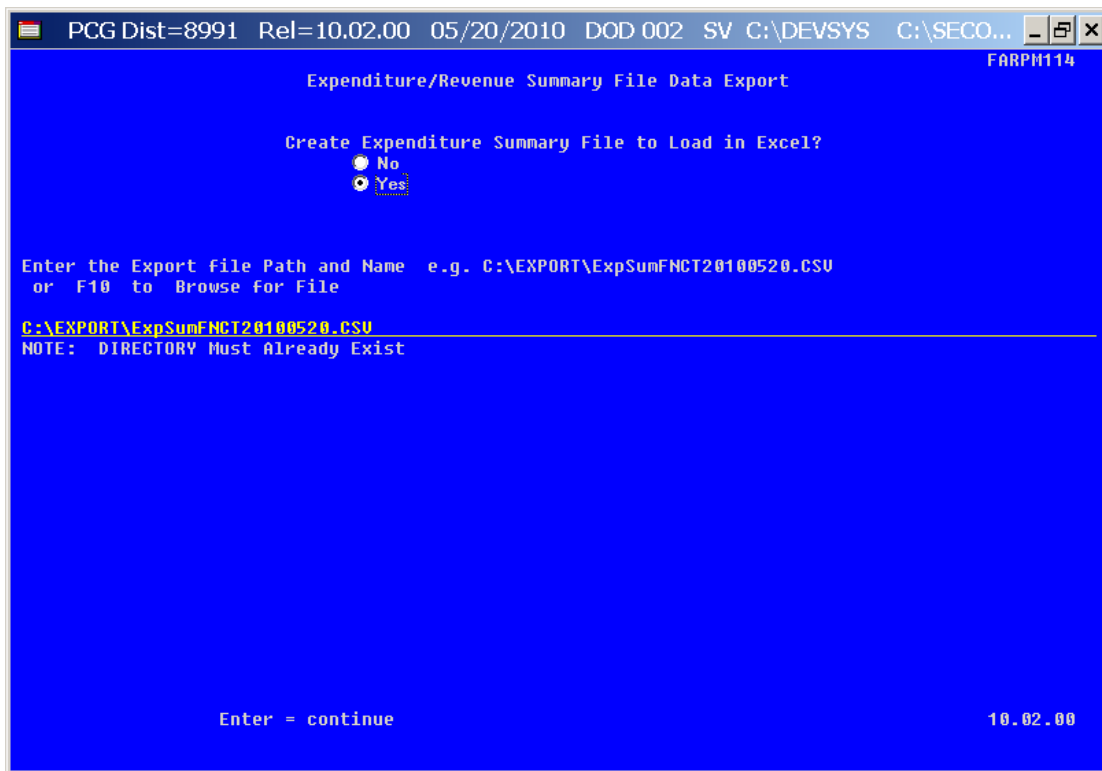 PCG Dist=8991 Rel=10.02.00 05/20/2010 DOD 002 SV C:\DEVSYS C:\SECO...
FARPM114
Expenditure/Revenue Summary File Data Export
Create Expenditure Summary File to Load in Excel?
No
Yes
Enter the Export file Path and Name e.g. C:\EXPORT\ExpSumFNCT20100520.CSV
or F10 to Browse for File
C:\EXPORT\ExpSumFNCT20100520.CSV
NOTE: DIRECTORY Must Already Exist
Enter = continue
10.02.00